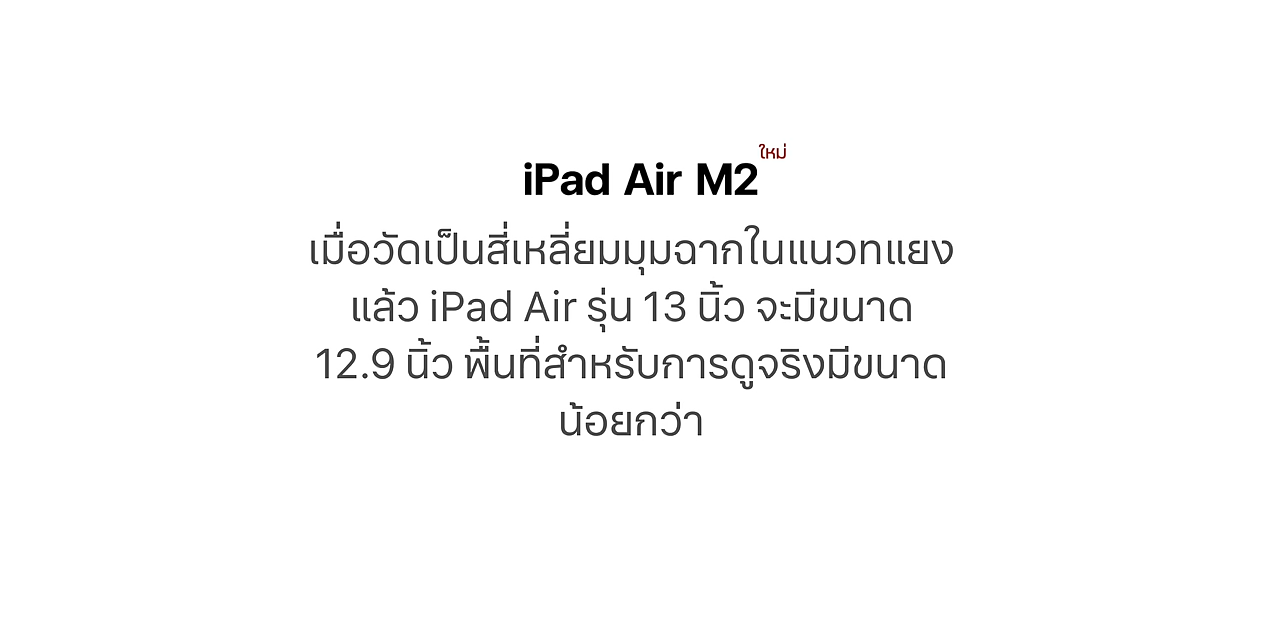 ใหม่
iPad Air M2
เมื่อวัดเป็นสี่เหลี่ยมมุมฉากในแนวทแยง
แล้ว iPad Air รุ่น 13 นิ้ว จะมีขนาด
12.9 นิ้ว พื้นที่สำหรับการดูจริงมีขนาด
น้อยกว่า